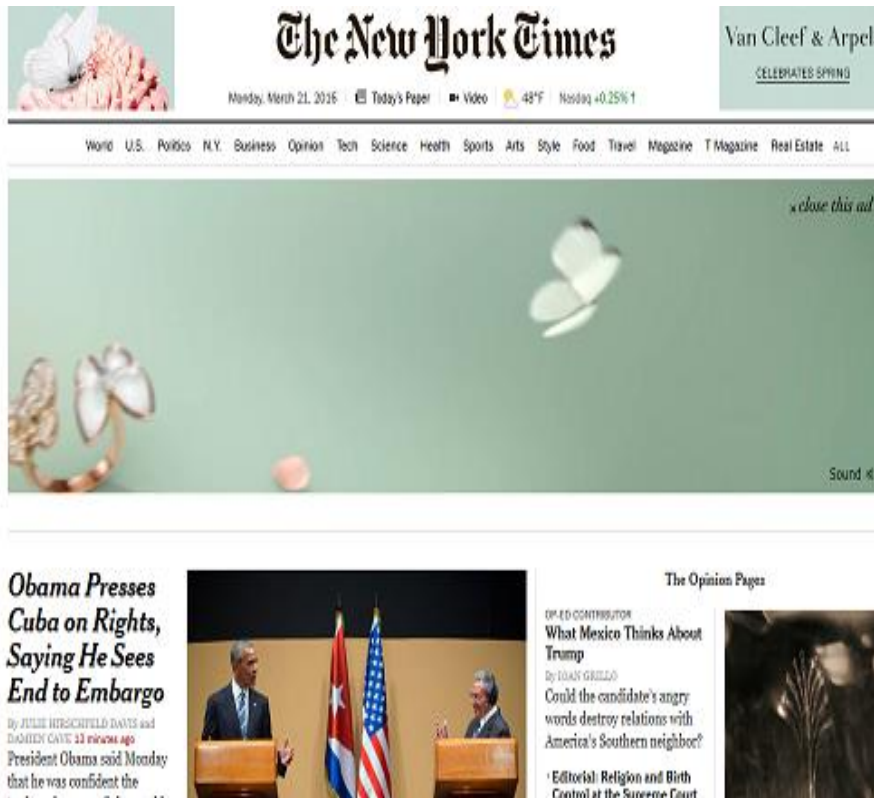 The New York Times
Van Cleef & Arpel
CELEBRATES SPRING
Monday, March 21, 2016 Today's Paper Video 48°F Nasdaq +0.25% ↑
World U.S. Politics N.Y. Business Opinion Tech Science Health Sports Arts Style Food Travel Magazine T Magazine Real Estate ALL
× close this ad
Sound
Obama Presses
Cuba on Rights,
Saying He Sees
End to Embargo
By JULIE HIRSCHFELD DAVIS and
DAMIEN CAVE 13 minutes ago
President Obama said Monday
that he was confident the
The Opinion Pages
OP-ED CONTRIBUTOR
What Mexico Thinks About
Trump
By IOAN GRILLO
Could the candidate's angry
words destroy relations with
America's Southern neighbor?
• Editorial: Religion and Birth
Control at the Supreme Court